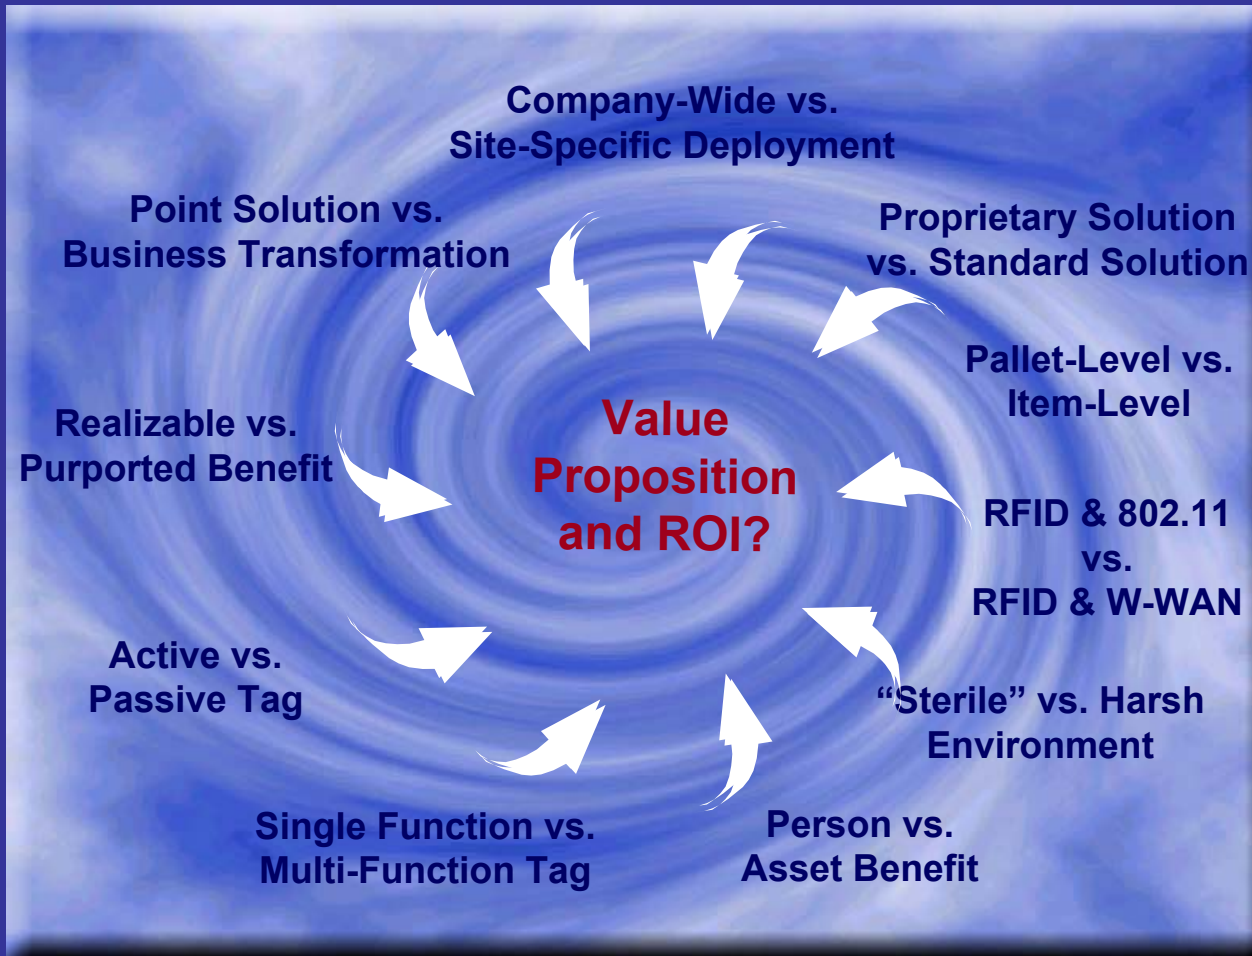 Company-Wide vs.
Site-Specific Deployment
Point Solution vs.
Business Transformation
Proprietary Solution
vs. Standard Solution
Pallet-Level vs.
Item-Level
Realizable vs.
Purported Benefit
Value
Proposition
and ROI?
RFID & 802.11
vs.
RFID & W-WAN
Active vs.
Passive Tag
“Sterile” vs. Harsh
Environment
Single Function vs.
Multi-Function Tag
Person vs.
Asset Benefit